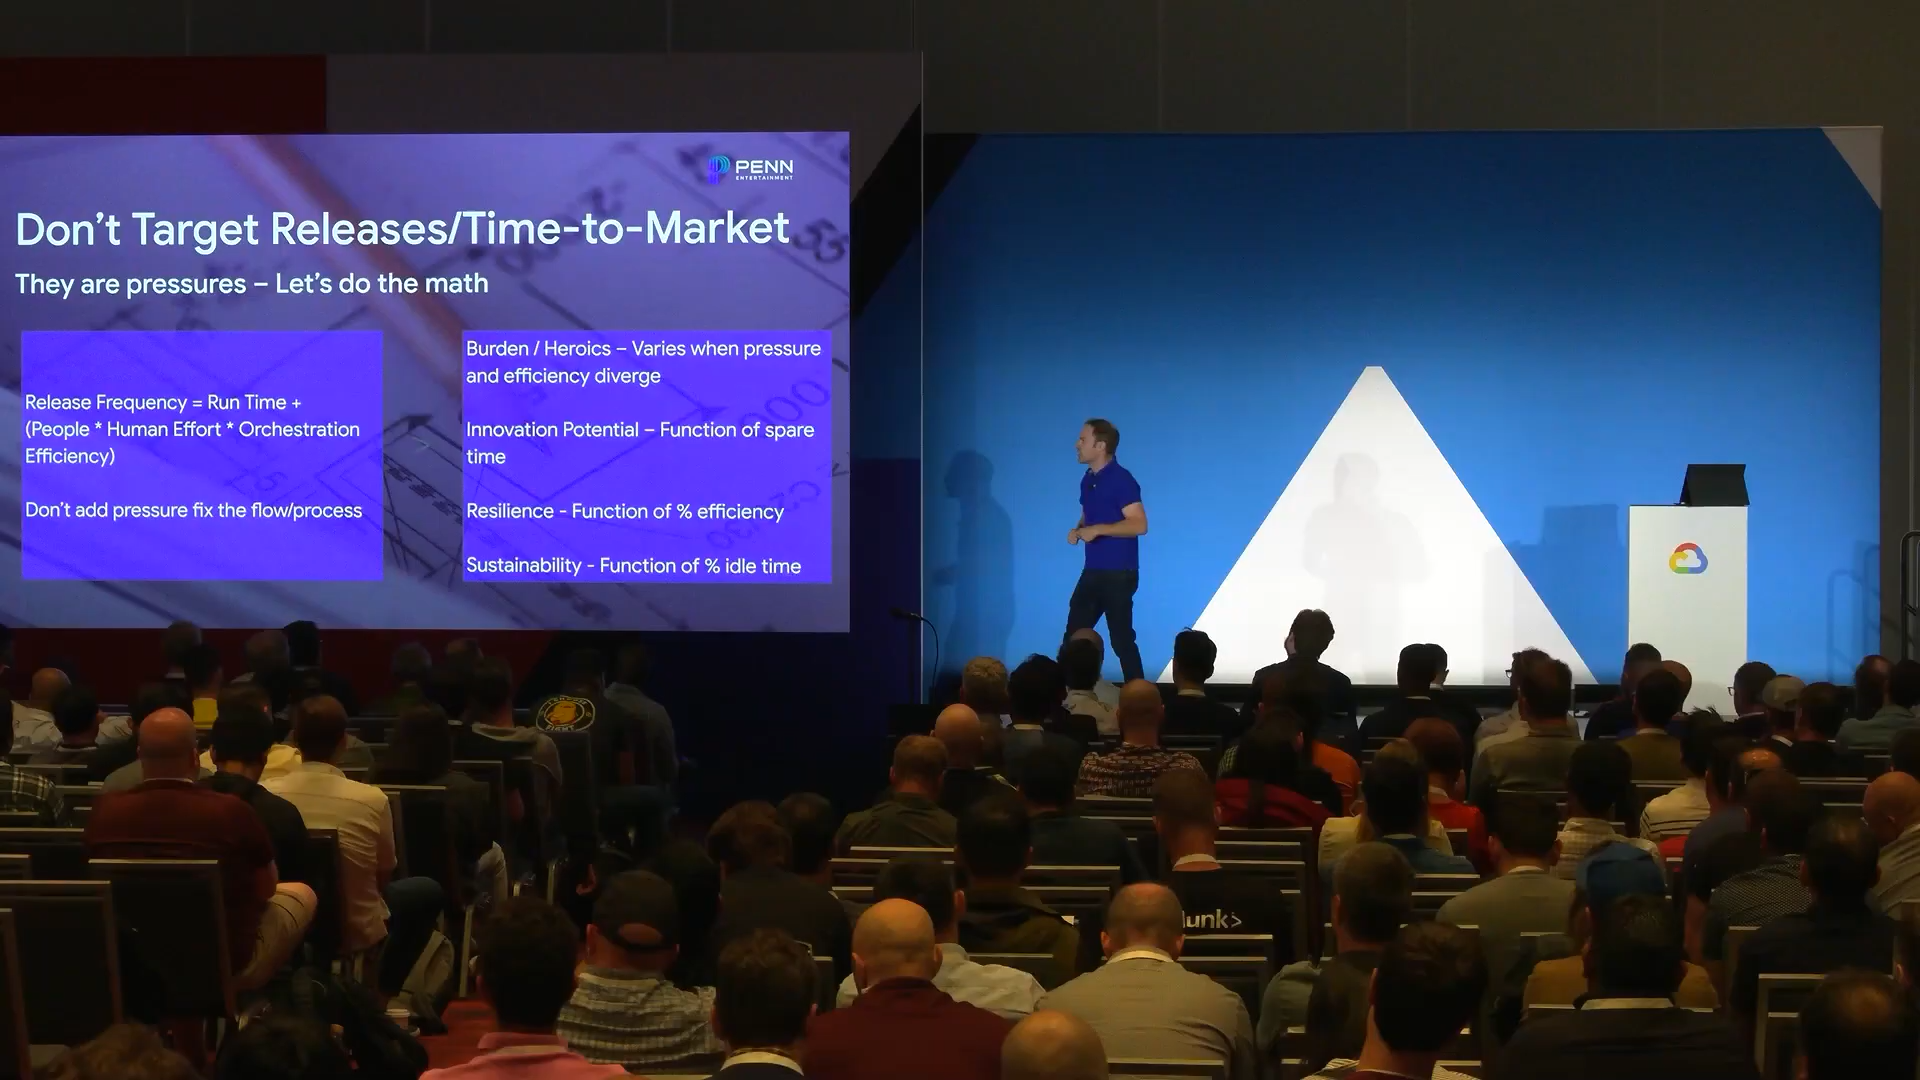 PENN
ENTERTAINMENT
Don't Target Releases/Time-to-Market
They are pressures – Let's do the math
Release Frequency = Run Time +
(People * Human Effort * Orchestration
Efficiency)
Don't add pressure fix the flow/process
Burden / Heroics – Varies when pressure
and efficiency diverge
Innovation Potential – Function of spare
time
Resilience - Function of % efficiency
Sustainability - Function of % idle time